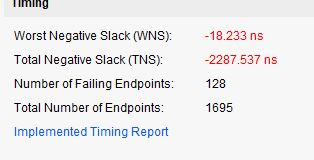 Timing
Worst Negative Slack (WNS): -18.233 ns
Total Negative Slack (TNS): -2287.537 ns
Number of Failing Endpoints: 128
Total Number of Endpoints: 1695
Implemented Timing Report